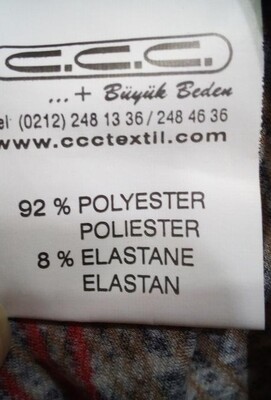 C.C.C.
...+ Büyük Beden
el (0212) 248 13 36 / 248 46 36
www.ccctextil.com
92 % POLYESTER
POLIESTER
8 % ELASTANE
ELASTAN